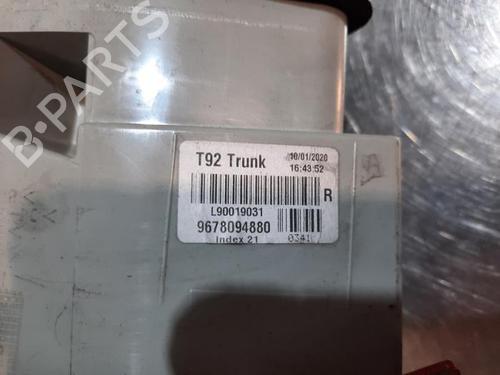 B-PARTS
T92 Trunk 10/01/2020
16:43:52
R
L90019031
9678094880
Index 21